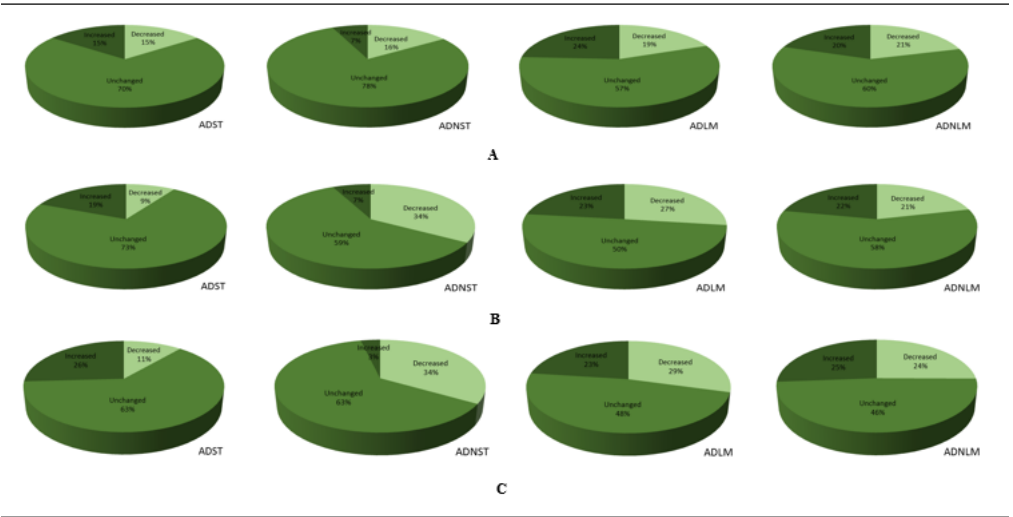 Increased
15%
Decreased
15%
Unchanged
70%
ADST
Increased
7%
Decreased
16%
Unchanged
78%
ADNST
Increased
24%
Decreased
19%
Unchanged
57%
ADLM
Increased
20%
Decreased
21%
Unchanged
60%
ADNLM
A
Increased
19%
Decreased
9%
Unchanged
73%
ADST
Increased
7%
Decreased
34%
Unchanged
59%
ADNST
Increased
23%
Decreased
27%
Unchanged
50%
ADLM
Increased
22%
Decreased
21%
Unchanged
58%
ADNLM
B
Increased
26%
Decreased
11%
Unchanged
63%
ADST
Increased
3%
Decreased
34%
Unchanged
63%
ADNST
Increased
23%
Decreased
29%
Unchanged
48%
ADLM
Increased
25%
Decreased
24%
Unchanged
46%
ADNLM
C